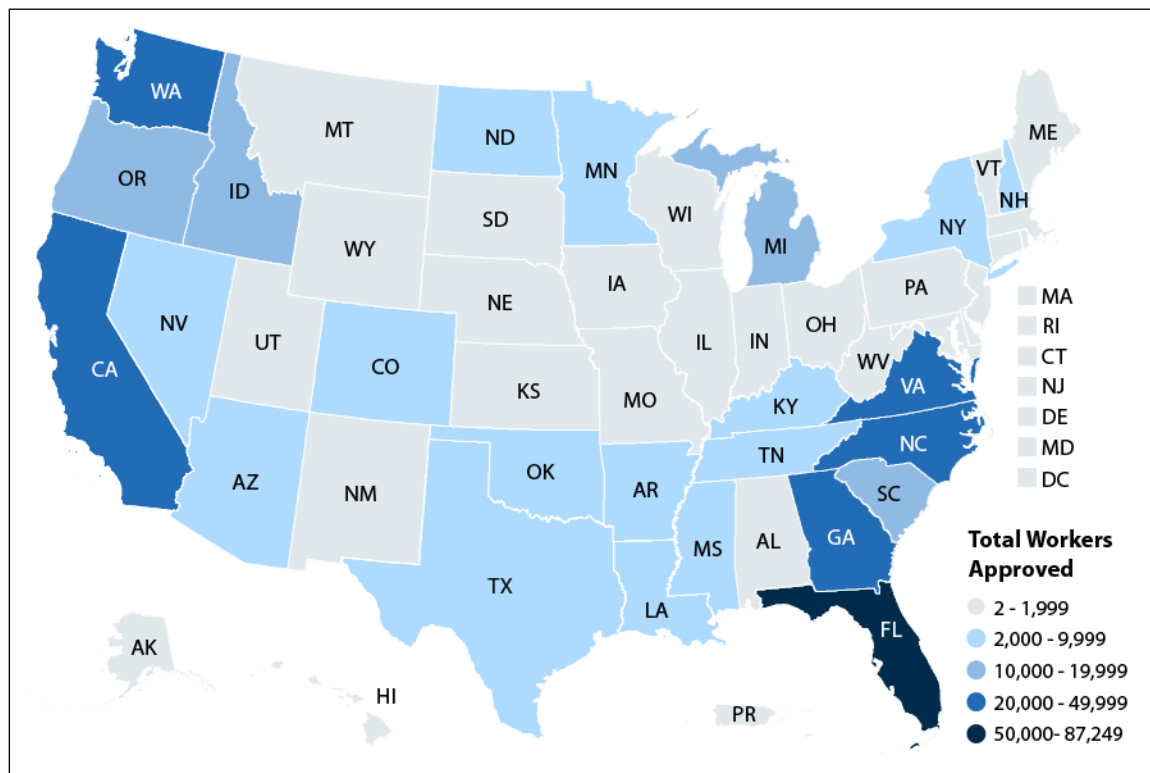 WA
MT
ND
MN
ME
VT
NH
OR
ID
SD
WI
NY
MI
WY
IA
PA
NE
NV
UT
IL
IN
OH
CO
WV
CA
KS
MO
KY
VA
TN
NC
AZ
NM
OK
AR
SC
MS
AL
GA
TX
LA
FL
AK
HI
PR
MA
RI
CT
NJ
DE
MD
DC
Total Workers
Approved
2 - 1,999
2,000 - 9,999
10,000 - 19,999
20,000 - 49,999
50,000- 87,249